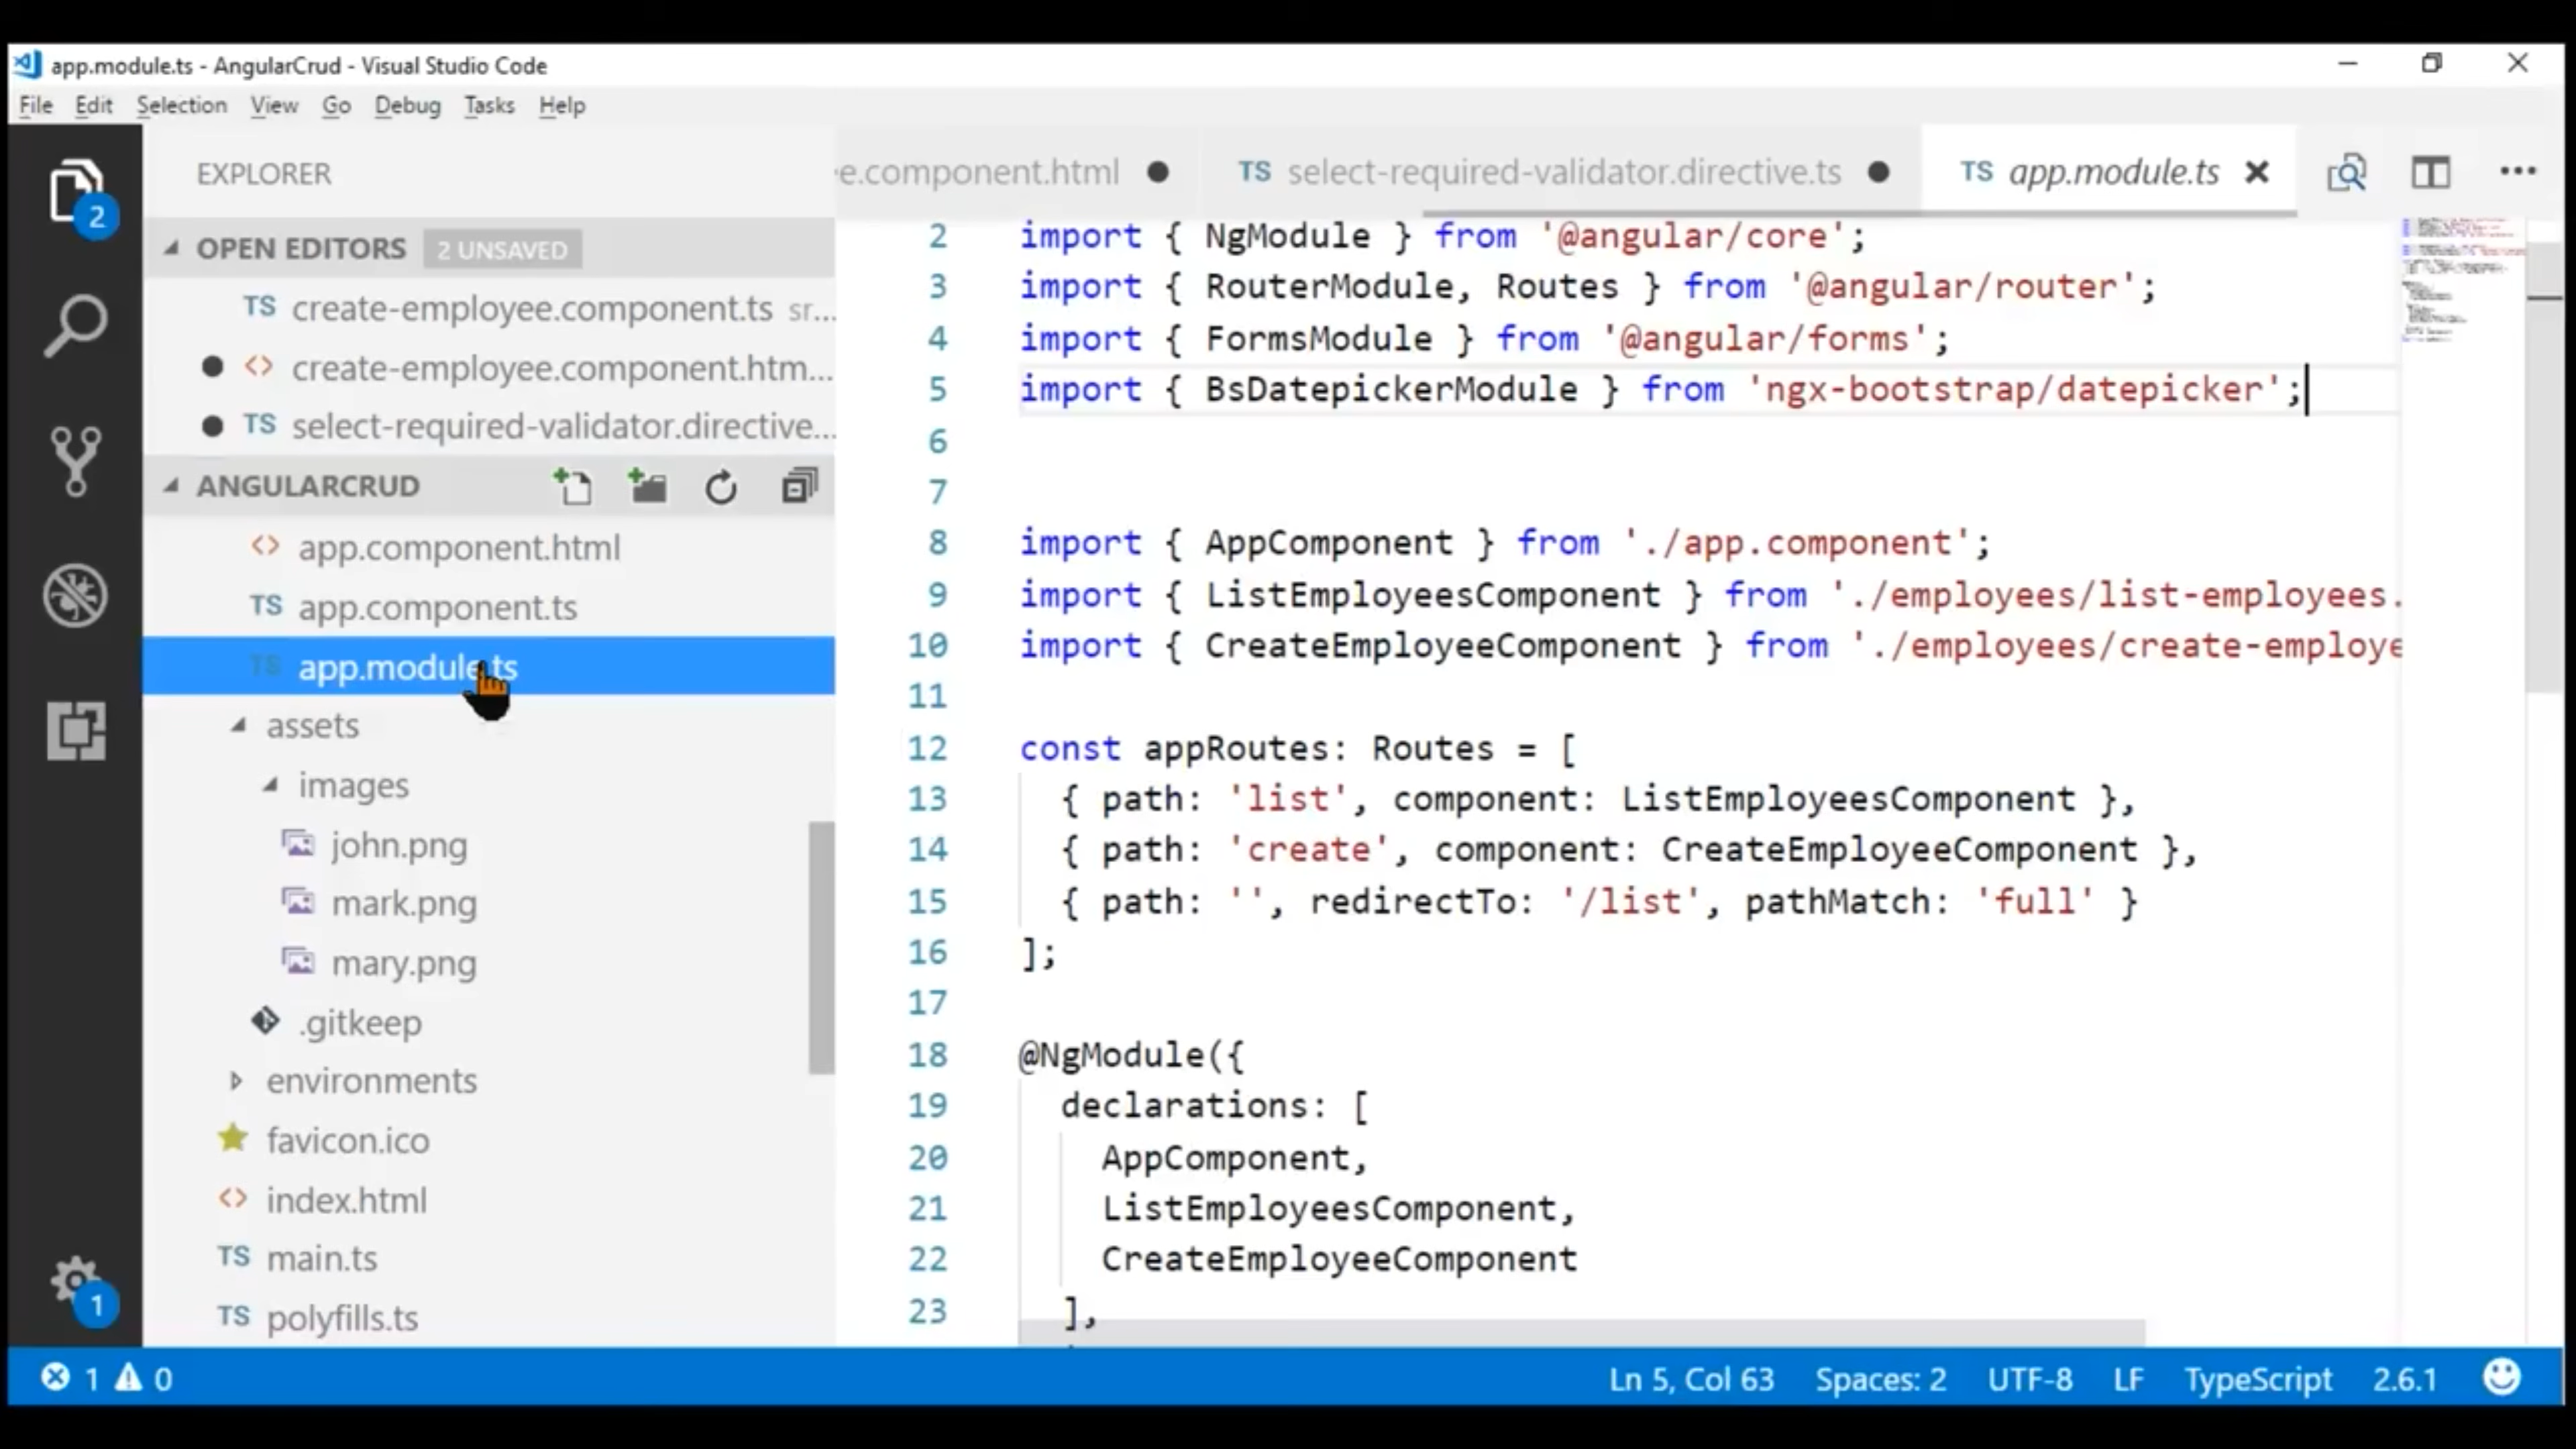 app.module.ts - AngularCrud - Visual Studio Code
File Edit Selection View Go Debug Tasks Help
EXPLORER
2
OPEN EDITORS 2 UNSAVED
TS create-employee.component.ts sr...
<> create-employee.component.htm...
TS select-required-validator.directive...
ANGULARCRUD
<> app.component.html
TS app.component.ts
TS app.module.ts
assets
images
john.png
mark.png
mary.png
.gitkeep
environments
favicon.ico
<> index.html
TS main.ts
TS polyfills.ts
1
e.component.html TS select-required-validator.directive.ts TS app.module.ts
2 import { NgModule } from '@angular/core';
3 import { RouterModule, Routes } from '@angular/router';
4 import { FormsModule } from '@angular/forms';
5 import { BsDatepickerModule } from 'ngx-bootstrap/datepicker';
6
7
8 import { AppComponent } from './app.component';
9 import { ListEmployeesComponent } from './employees/list-employees.
10 import { CreateEmployeeComponent } from './employees/create-employe
11
12 const appRoutes: Routes = [
13 { path: 'list', component: ListEmployeesComponent },
14 { path: 'create', component: CreateEmployeeComponent },
15 { path: '', redirectTo: '/list', pathMatch: 'full' }
16 ];
17
18 @NgModule({
19 declarations: [
20 AppComponent,
21 ListEmployeesComponent,
22 CreateEmployeeComponent
23 ],
1 0 Ln 5, Col 63 Spaces: 2 UTF-8 LF TypeScript 2.6.1